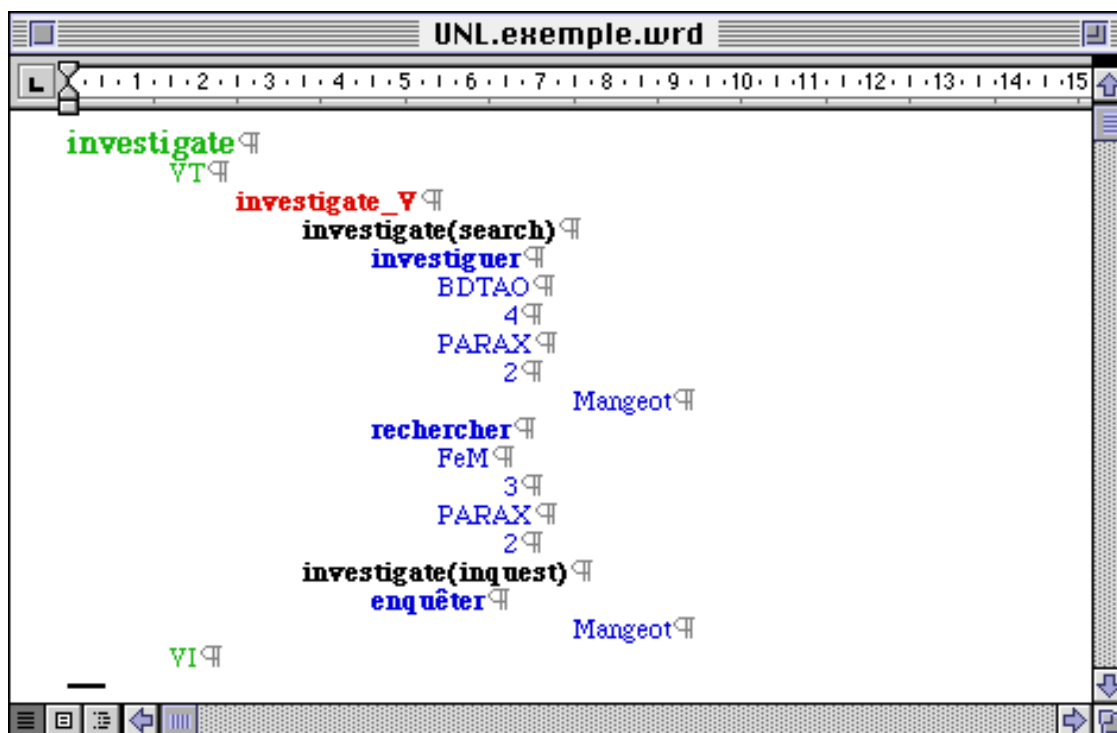 UNL.exemple.wrd
L 1 2 3 4 5 6 7 8 9 10 11 12 13 14 15
investigate¶
VT¶
investigate_V¶
investigate(search)¶
investiguer¶
BDTAO¶
4¶
PARAX¶
2¶
Mangeot¶
rechercher¶
FeM¶
3¶
PARAX¶
2¶
investigate(inquest)¶
enquêter¶
Mangeot¶
VI¶